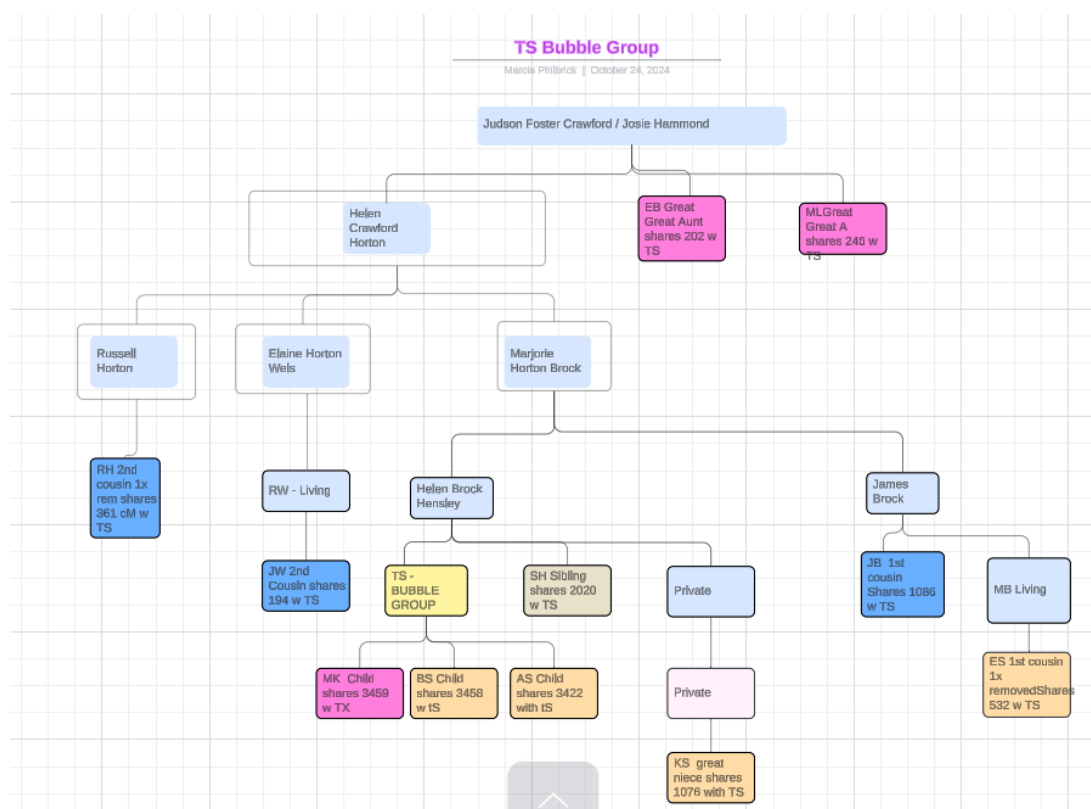 TS Bubble Group
Marcia Philbrick | October 24, 2024
Judson Foster Crawford / Josie Hammond
Helen
Crawford
Horton
EB Great
Great Aunt
shares 202 w
TS
MLGreat
Great A
shares 245 w
TS
Russell
Horton
Elaine Horton
Wels
Marjorie
Horton Brock
RH 2nd
cousin 1x
rem shares
361 cM w
TS
RW - Living
Helen Brock
Hensley
James
Brock
JW 2nd
Cousin shares
194 w TS
TS -
BUBBLE
GROUP
SH Sibling
shares 2020
w TS
Private
JB 1st
cousin
Shares 1086
w TS
MB Living
MK Child
shares 3459
w TX
BS Child
shares 3458
w tS
AS Child
shares 3422
with tS
Private
ES 1st cousin
1x
removedShares
532 w TS
KS great
niece shares
1076 with TS